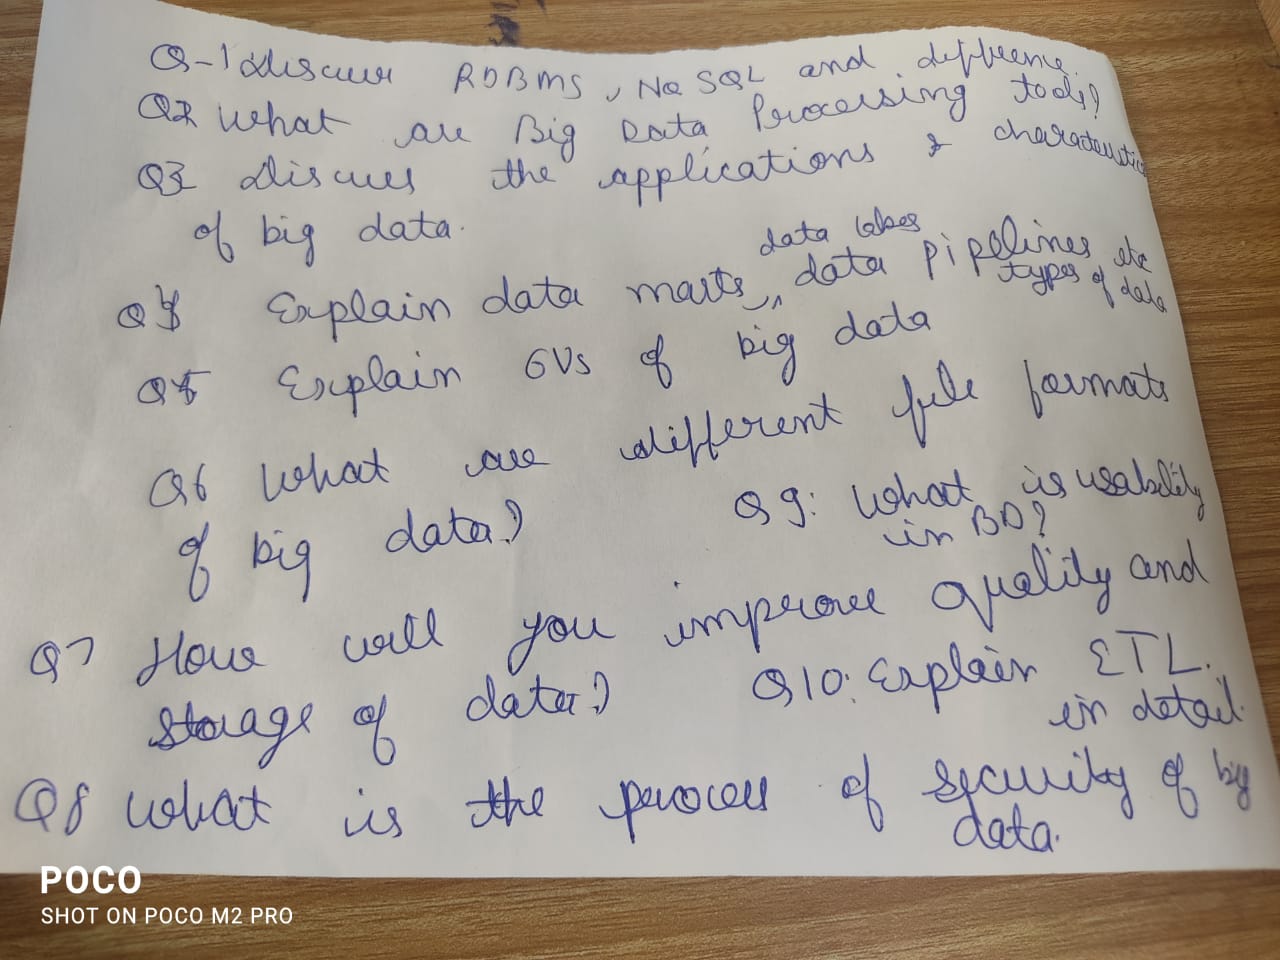 Q-1 discuss RDBMS, No SQL and difference
Q2 What are Big Data Processing tools?
Q3 Discuss the applications & characteristics
of big data.
Q4 Explain data marts, data lakes, data pipelines etc
types of data
Q5 Explain 6Vs of big data
Q6 What are different file formats
of big data?
Q7 How will you improve quality and
storage of data?
Q8 What is the process of security of big
data.
Q9: What is usability
in BD?
Q10: Explain ETL.
in detail.
POCO
SHOT ON POCO M2 PRO